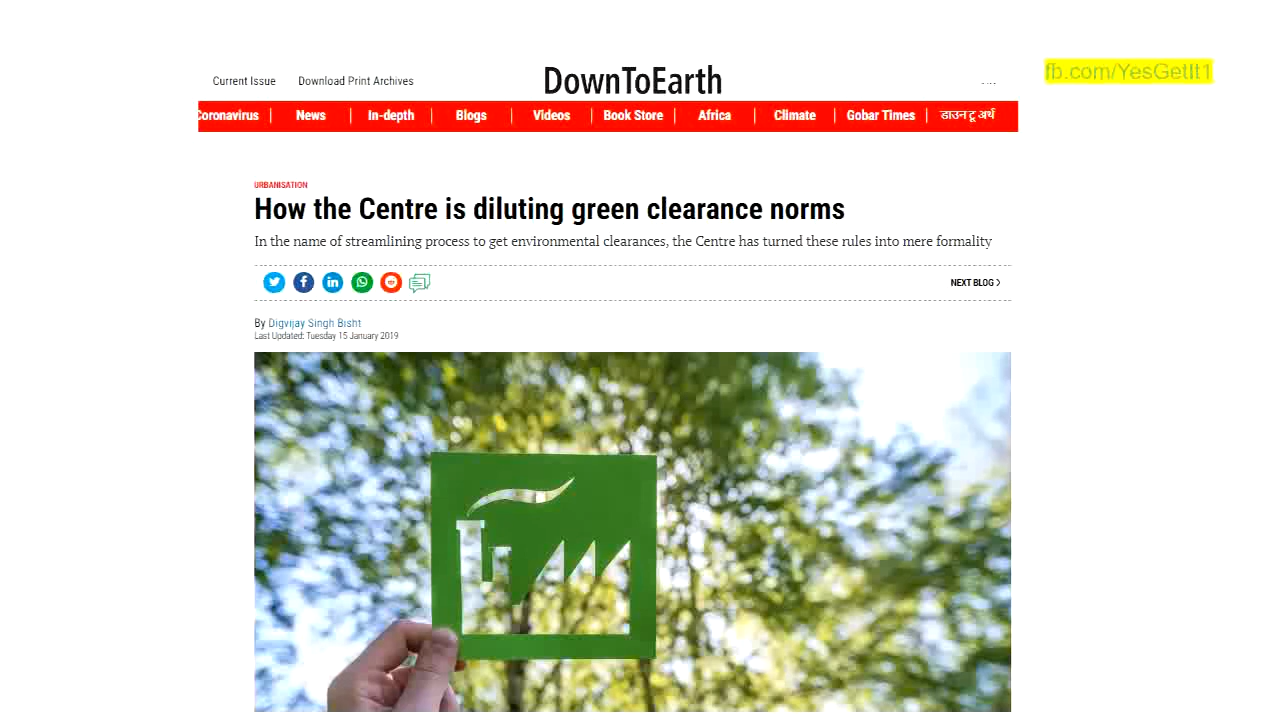 Current Issue
Download Print Archives
DownToEarth
fb.com/YesGetIt1
Coronavirus
News
In-depth
Blogs
Videos
Book Store
Africa
Climate
Gobar Times
डाउन टू अर्थ
URBANISATION
How the Centre is diluting green clearance norms
In the name of streamlining process to get environmental clearances, the Centre has turned these rules into mere formality
NEXT BLOG
By Digvijay Singh Bisht
Last Updated: Tuesday 15 January 2019